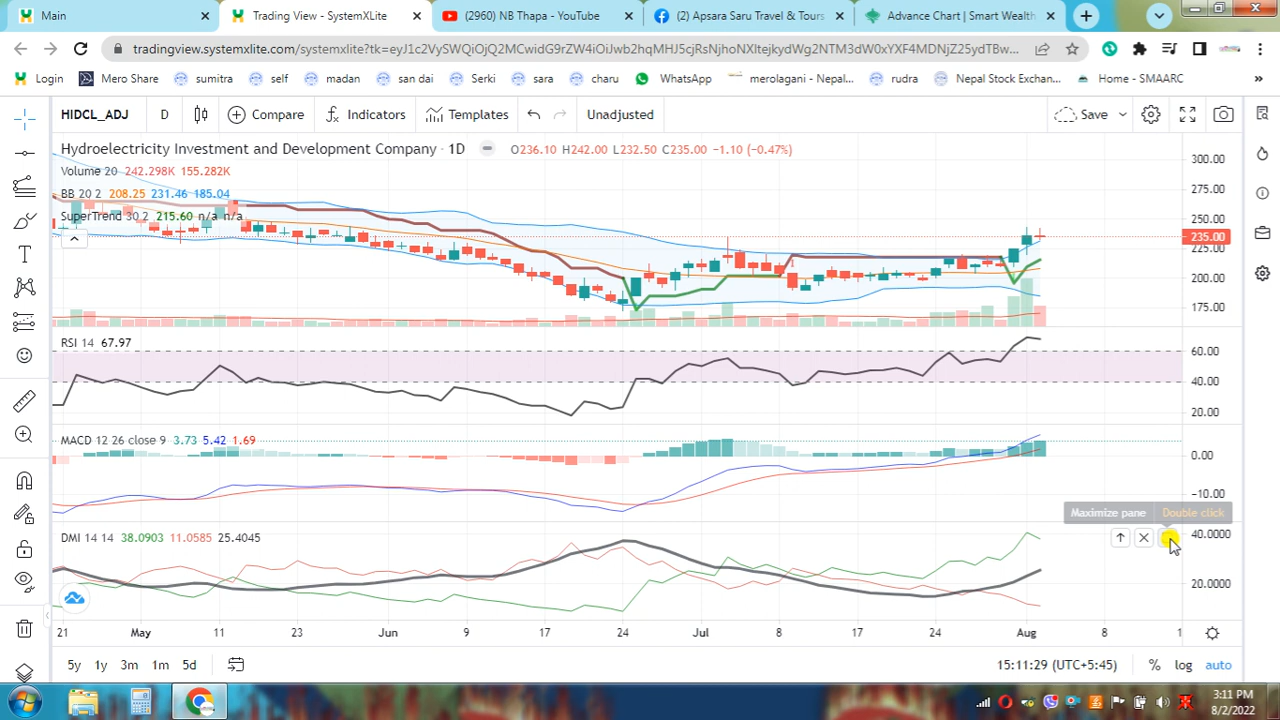 Main
Trading View - SystemXLite
(2960) NB Thapa - YouTube
(2) Apsara Saru Travel & Tours
Advance Chart | Smart Wealth
tradingview.systemxlite.com/systemxlite?tk=
Login
Mero Share
sumitra
self
madan
san dai
Serki
sara
charu
WhatsApp
merolagani - Nepal...
rudra
Nepal Stock Exchan...
Home - SMAARC
»
HIDCL_ADJ
D
Compare
Indicators
Templates
Unadjusted
Save
Hydroelectricity Investment and Development Company · 1D
O236.10 H242.00 L232.50 C235.00 −1.10 (−0.47%)
Volume 20 242.298K 155.282K
BB 20 2 208.25 231.46 185.04
SuperTrend 30 2 215.60 n/a n/a
300.00
275.00
250.00
235.00
225.00
200.00
175.00
RSI 14 67.97
60.00
40.00
20.00
MACD 12 26 close 9 3.73 5.42 1.69
0.00
−10.00
Maximize pane Double click
DMI 14 14 38.0903 11.0585 25.4045
40.0000
20.0000
21 May 11 23 Jun 9 17 24 Jul 8 17 24 Aug 8 1
5y 1y 3m 1m 5d
15:11:29 (UTC+5:45)
% log auto
3:11 PM
8/2/2022